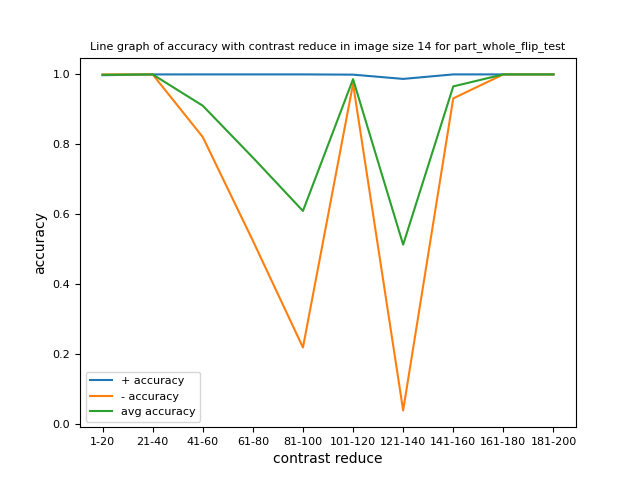 Line graph of accuracy with contrast reduce in image size 14 for part_whole_flip_test
1.0
0.8
0.6
0.4
0.2
0.0
accuracy
+ accuracy
- accuracy
avg accuracy
1-20 21-40 41-60 61-80 81-100 101-120 121-140 141-160 161-180 181-200
contrast reduce